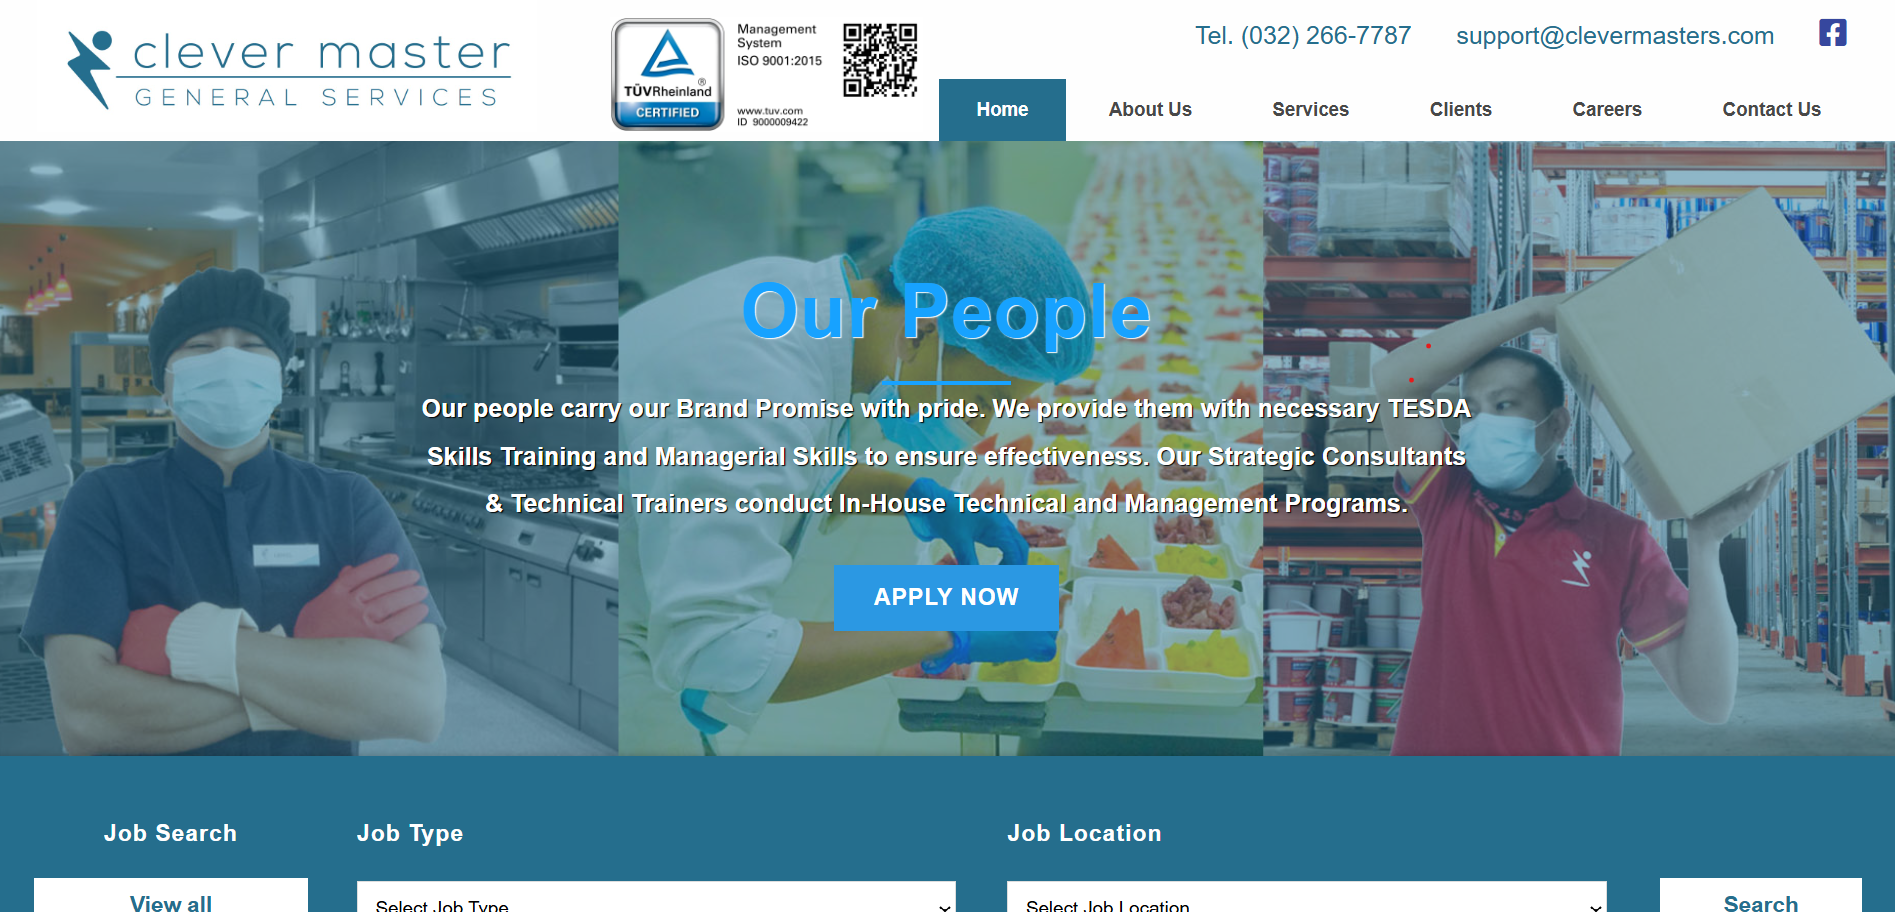 clever master
GENERAL SERVICES
TÜVRheinland
®
CERTIFIED
Management
System
ISO 9001:2015
www.tuv.com
ID 9000009422
Tel. (032) 266-7787
support@clevermasters.com
Home
About Us
Services
Clients
Careers
Contact Us
Our People
Our people carry our Brand Promise with pride. We provide them with necessary TESDA
Skills Training and Managerial Skills to ensure effectiveness. Our Strategic Consultants
& Technical Trainers conduct In-House Technical and Management Programs.
APPLY NOW
Job Search
Job Type
Job Location
View all
Select Job Type
Select Job Location
Search